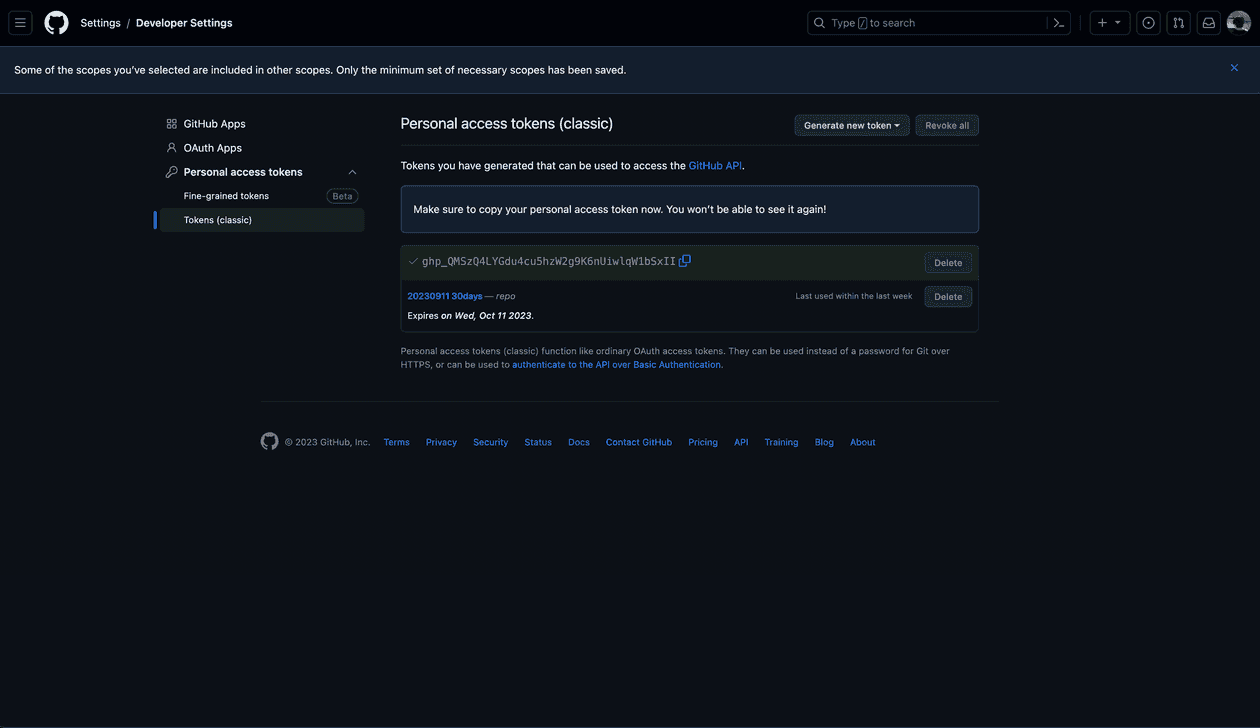 Settings / Developer Settings
Type / to search
Some of the scopes you've selected are included in other scopes. Only the minimum set of necessary scopes has been saved.
GitHub Apps
OAuth Apps
Personal access tokens
Fine-grained tokens Beta
Tokens (classic)
Personal access tokens (classic) Generate new token Revoke all
Tokens you have generated that can be used to access the GitHub API.
Make sure to copy your personal access token now. You won't be able to see it again!
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 Delete
20230911 30days — repo Last used within the last week Delete
Expires on Wed, Oct 11 2023.
Personal access tokens (classic) function like ordinary OAuth access tokens. They can be used instead of a password for Git over
HTTPS, or can be used to authenticate to the API over Basic Authentication.
© 2023 GitHub, Inc. Terms Privacy Security Status Docs Contact GitHub Pricing API Training Blog About